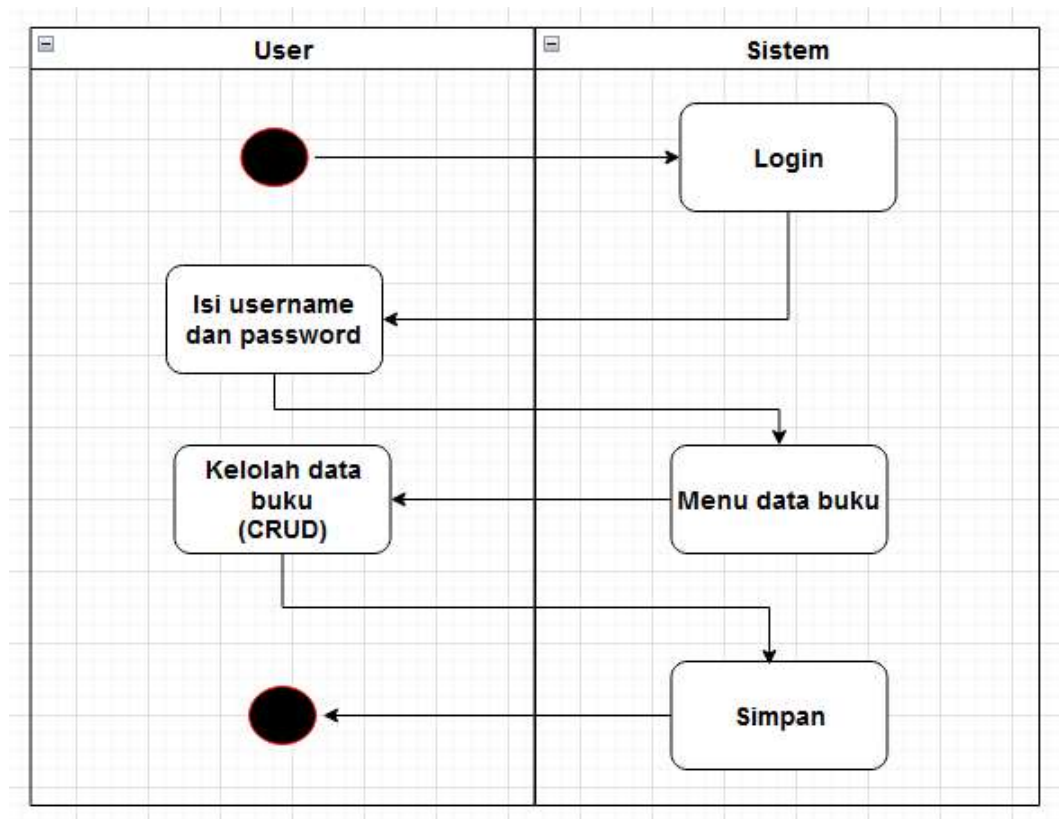 User
Sistem
Login
Isi username
dan password
Kelolah data
buku
(CRUD)
Menu data buku
Simpan